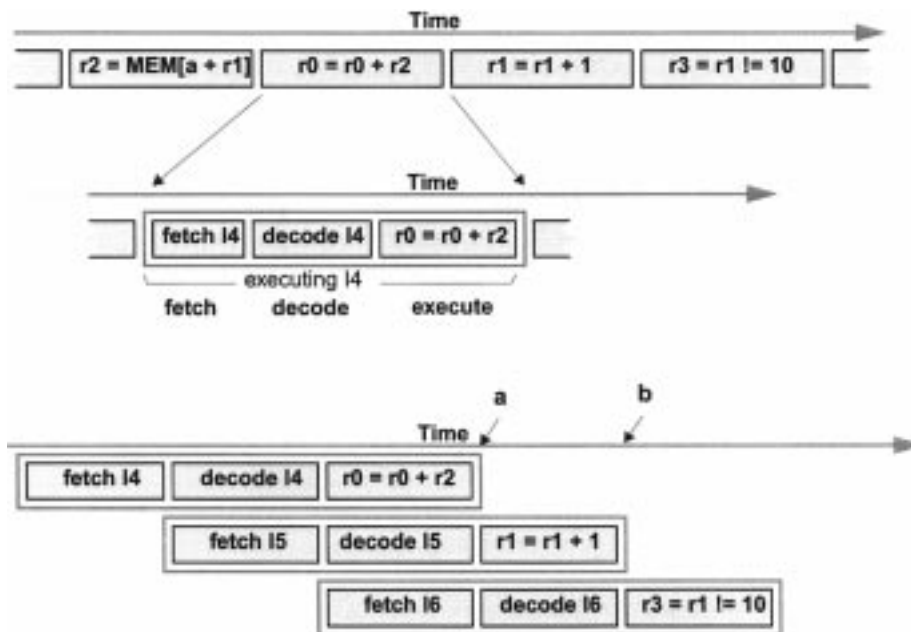 Time
r2 = MEM[a + r1] r0 = r0 + r2 r1 = r1 + 1 r3 = r1 != 10
Time
fetch I4 decode I4 r0 = r0 + r2
executing I4
fetch decode execute
a b
Time
fetch I4 decode I4 r0 = r0 + r2
fetch I5 decode I5 r1 = r1 + 1
fetch I6 decode I6 r3 = r1 != 10